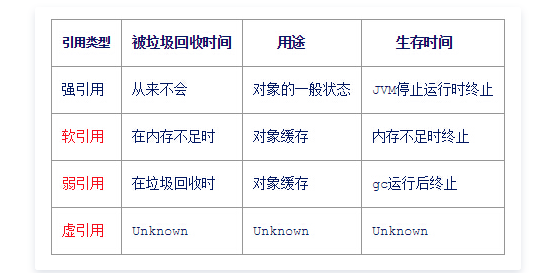 引用类型 被垃圾回收时间 用途 生存时间
强引用 从来不会 对象的一般状态 JVM停止运行时终止
软引用 在内存不足时 对象缓存 内存不足时终止
弱引用 在垃圾回收时 对象缓存 gc运行后终止
虚引用 Unknown Unknown Unknown